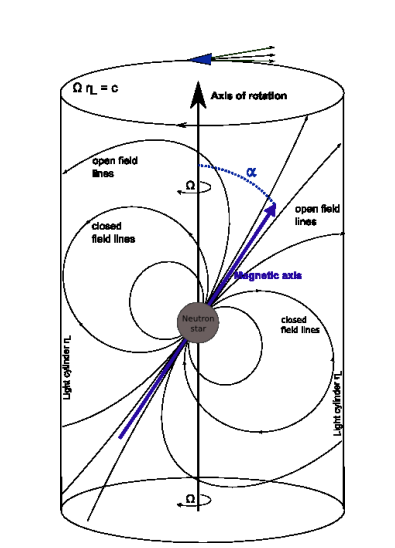 Ω r_L = c
Axis of rotation
open field
lines
α
Ω
open field
lines
closed
field lines
Magnetic axis
Neutron
star
closed
field lines
Light cylinder r_L
Light cylinder r_L
Ω